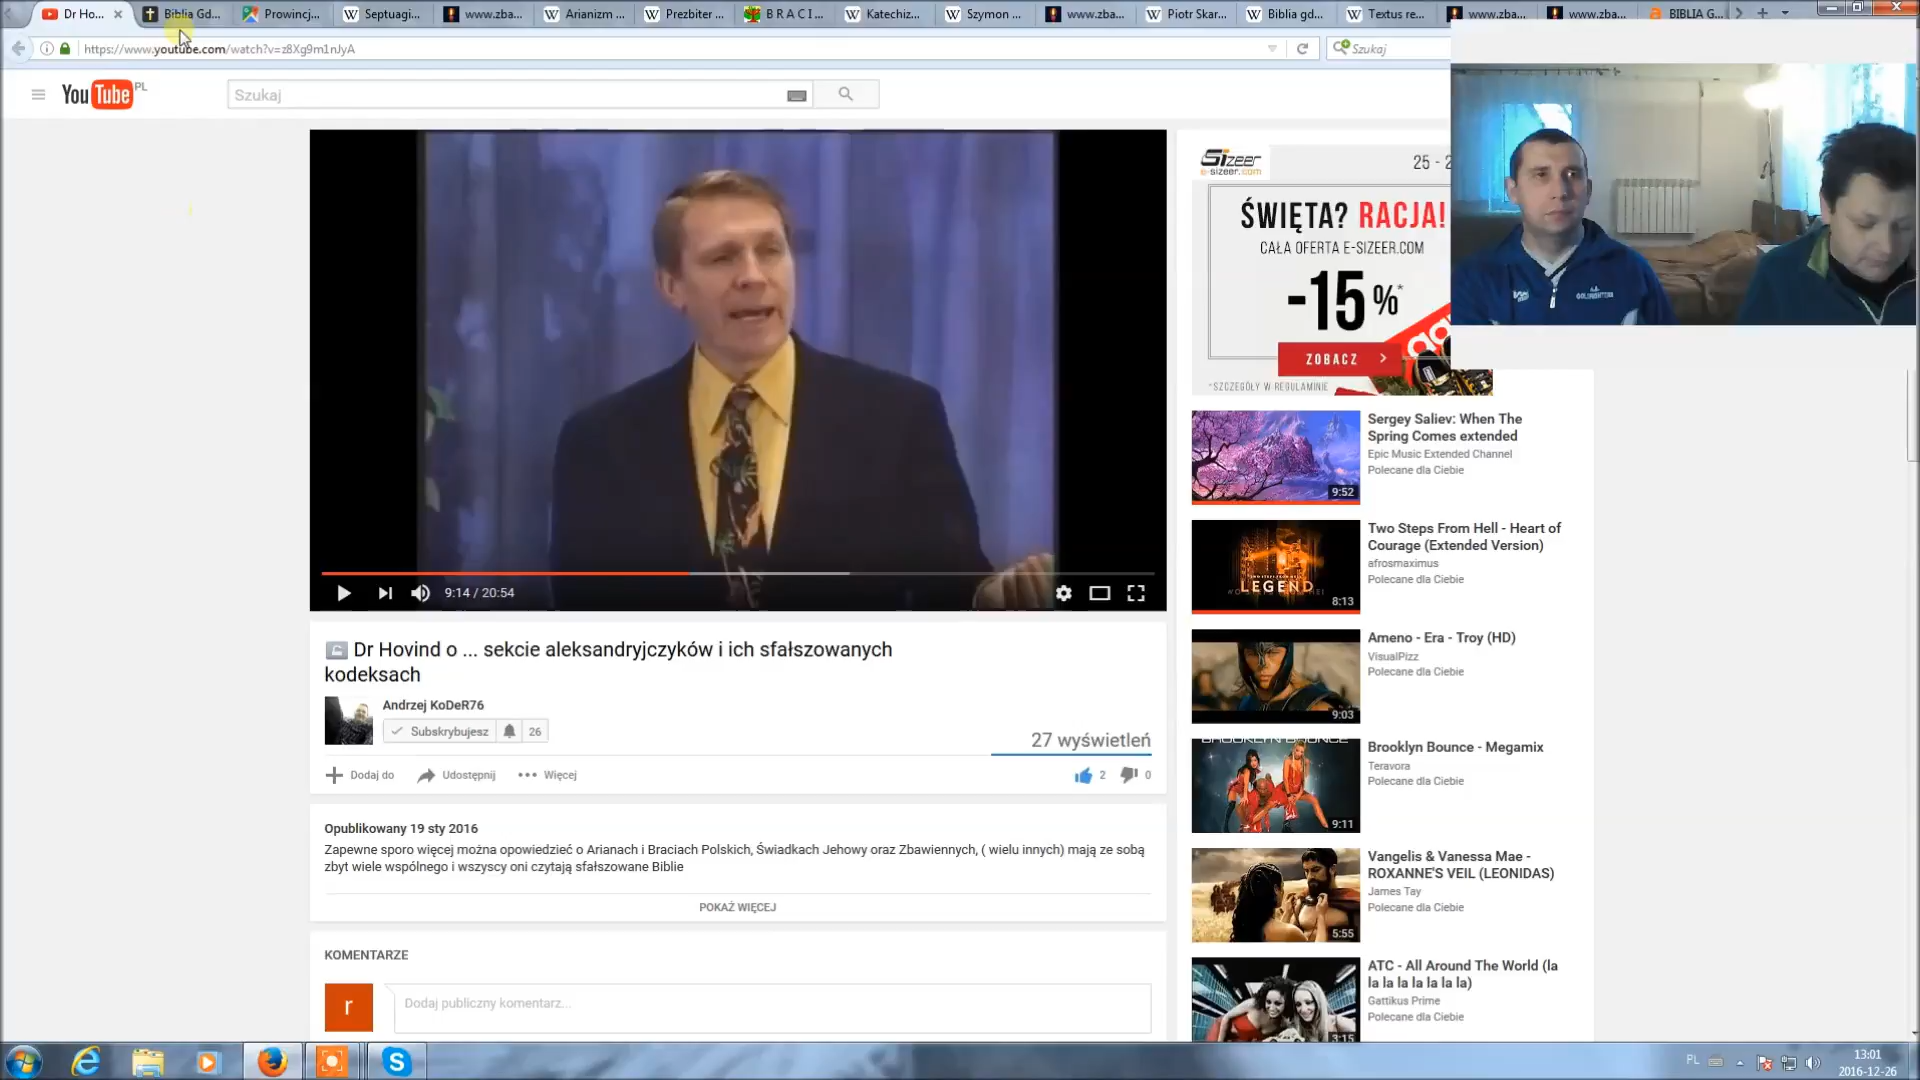 Dr Ho...
Biblia Gd...
Prowincj...
Septuagi...
www.zba...
Arianizm ...
Prezbiter ...
B R A C I...
Katechiz...
Szymon ...
www.zba...
Piotr Skar...
Biblia gd...
Textus re...
www.zba...
www.zba...
BIBLIA G...
https://www.youtube.com/watch?v=z8Xg9m1nJyA
Szukaj
YouTube PL
Szukaj
Sizeer
e-sizeer.com
25 - 2
ŚWIĘTA? RACJA!
CAŁA OFERTA E-SIZEER.COM
-15%*
ZOBACZ
*SZCZEGÓŁY W REGULAMINIE
9:14 / 20:54
Dr Hovind o ... sekcie aleksandryjczyków i ich sfałszowanych
kodeksach
Andrzej KoDeR76
Subskrybujesz 26
27 wyświetleń
Dodaj do Udostępnij Więcej
2 0
Opublikowany 19 sty 2016
Zapewne sporo więcej można opowiedzieć o Arianach i Braciach Polskich, Świadkach Jehowy oraz Zbawiennych, ( wielu innych) mają ze sobą
zbyt wiele wspólnego i wszyscy oni czytają sfałszowane Biblie
POKAŻ WIĘCEJ
KOMENTARZE
r
Dodaj publiczny komentarz...
Sergey Saliev: When The
Spring Comes extended
Epic Music Extended Channel
Polecane dla Ciebie
9:52
Two Steps From Hell - Heart of
Courage (Extended Version)
afrosmaximus
Polecane dla Ciebie
LEGEND
8:13
Ameno - Era - Troy (HD)
VisualPizz
Polecane dla Ciebie
9:03
Brooklyn Bounce - Megamix
Teravora
Polecane dla Ciebie
9:11
Vangelis & Vanessa Mae -
ROXANNE'S VEIL (LEONIDAS)
James Tay
Polecane dla Ciebie
5:55
ATC - All Around The World (la
la la la la la la la)
Gattikus Prime
Polecane dla Ciebie
3:15
PL
13:01
2016-12-26